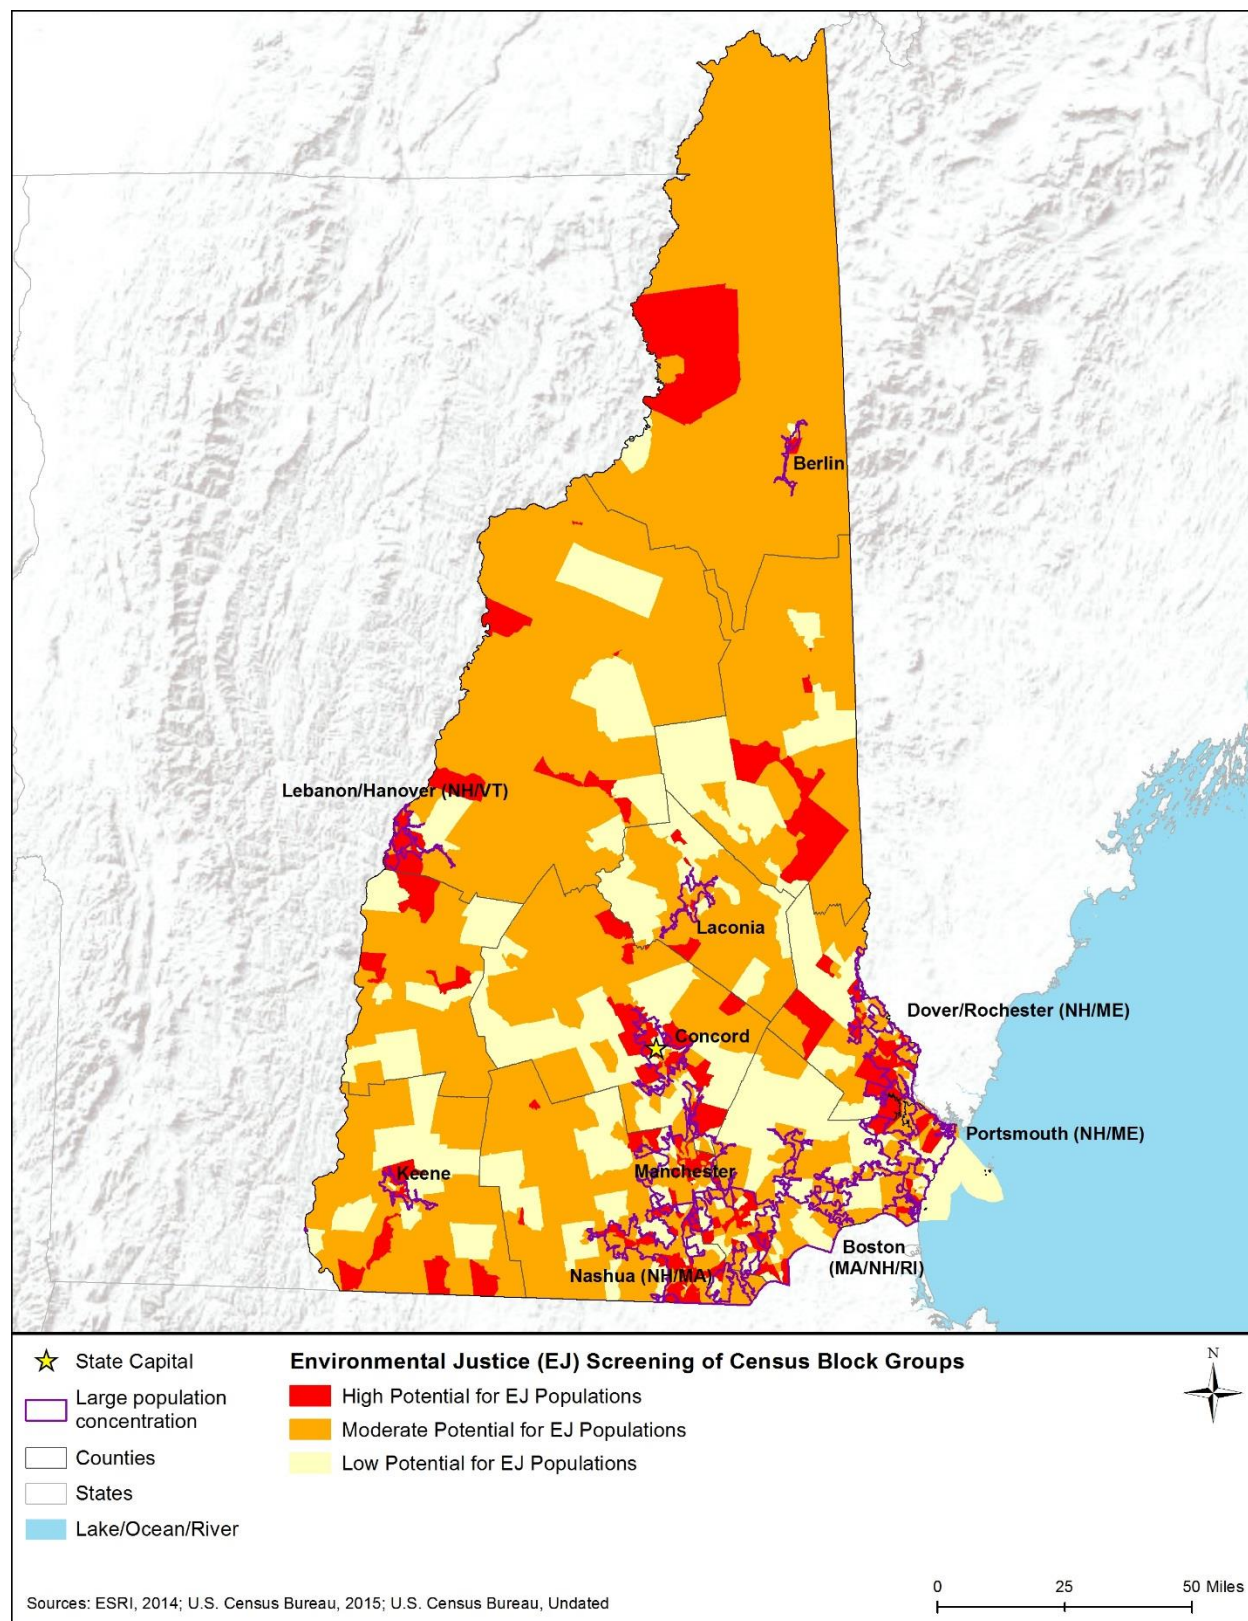 Berlin
Lebanon/Hanover (NH/VT)
Laconia
Dover/Rochester (NH/ME)
Concord
Portsmouth (NH/ME)
Keene
Manchester
Boston
(MA/NH/RI)
Nashua (NH/MA)
State Capital
Large population
concentration
Counties
States
Lake/Ocean/River
Environmental Justice (EJ) Screening of Census Block Groups
High Potential for EJ Populations
Moderate Potential for EJ Populations
Low Potential for EJ Populations
N
0 25 50 Miles
Sources: ESRI, 2014; U.S. Census Bureau, 2015; U.S. Census Bureau, Undated